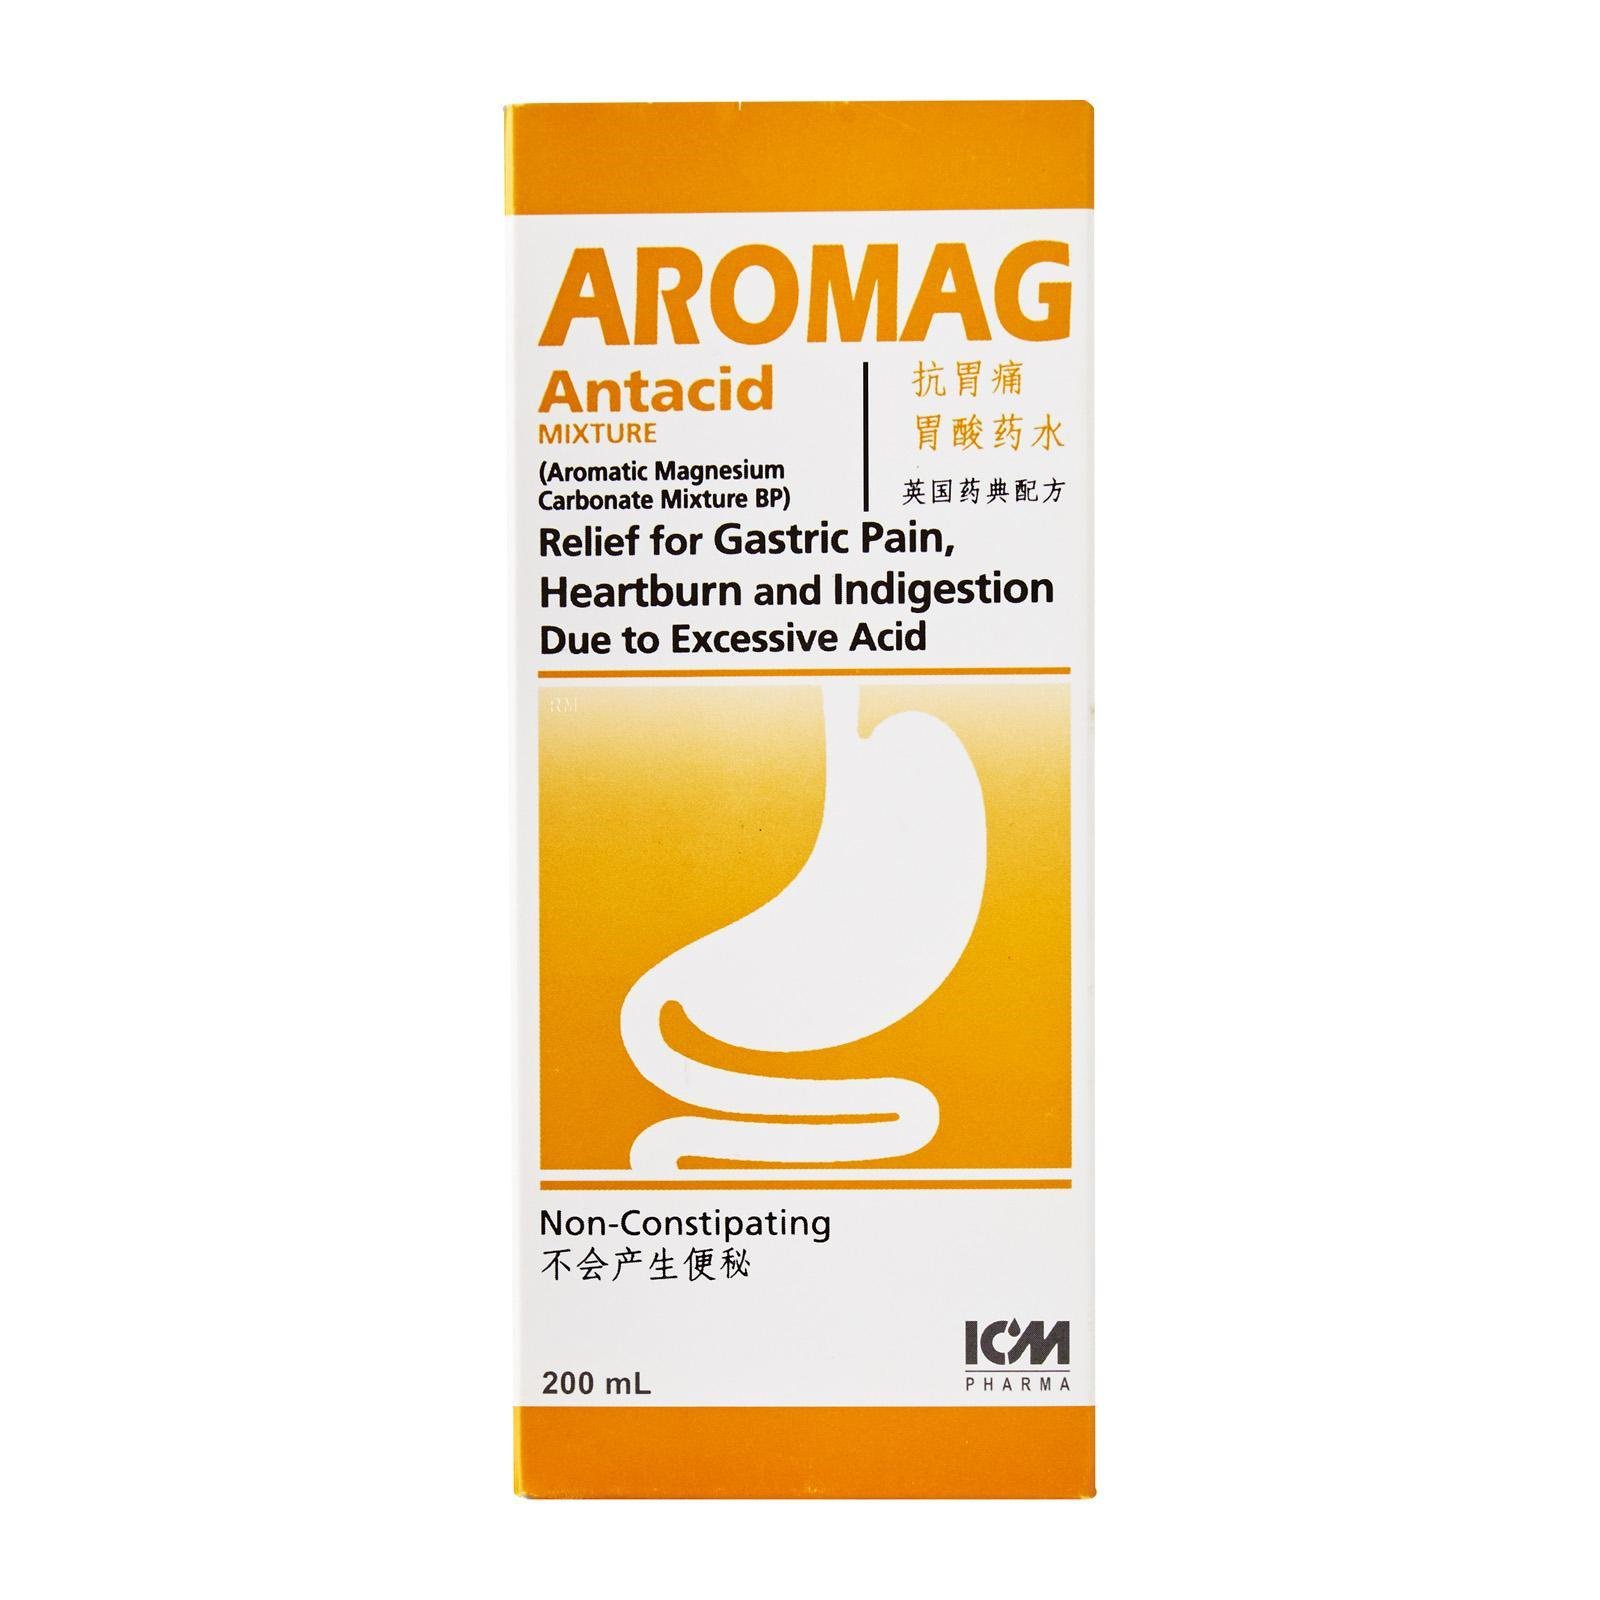 AROMAG
Antacid
MIXTURE
(Aromatic Magnesium
Carbonate Mixture BP)
抗胃痛
胃酸药水
英国药典配方
Relief for Gastric Pain,
Heartburn and Indigestion
Due to Excessive Acid
RM
Non-Constipating
不会产生便秘
200 mL
ICM
PHARMA